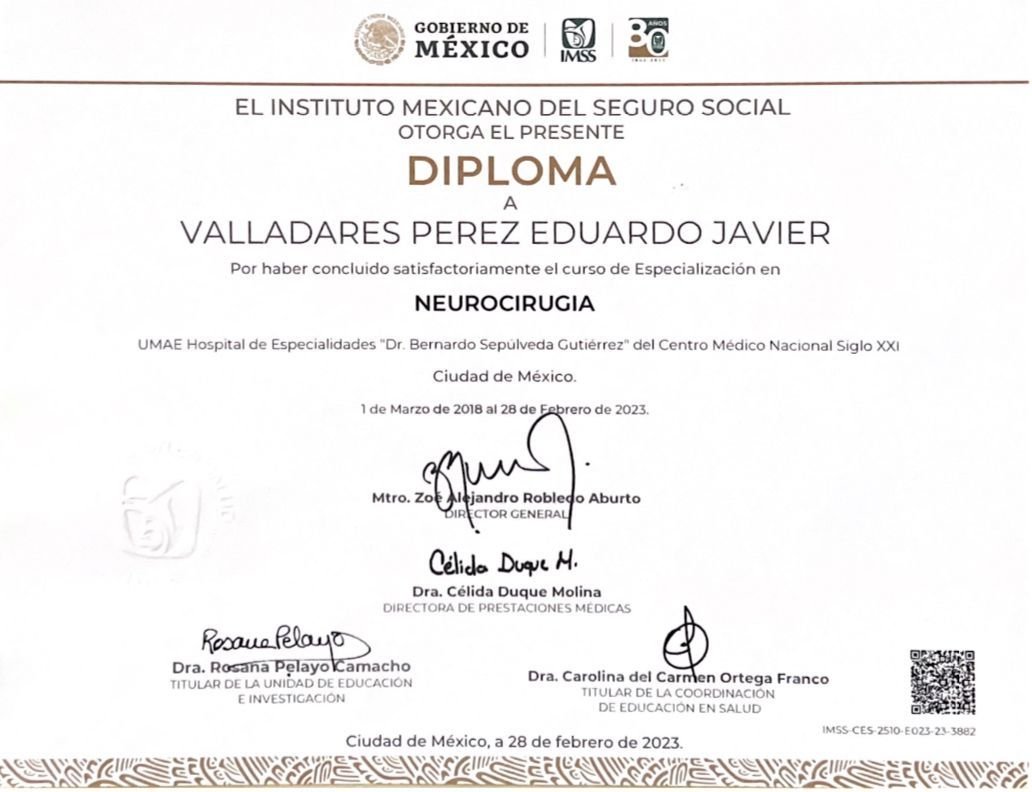 GOBIERNO DE
MÉXICO
IMSS
80 AÑOS
EL INSTITUTO MEXICANO DEL SEGURO SOCIAL
OTORGA EL PRESENTE
DIPLOMA
A
VALLADARES PEREZ EDUARDO JAVIER
Por haber concluido satisfactoriamente el curso de Especialización en
NEUROCIRUGIA
UMAE Hospital de Especialidades "Dr. Bernardo Sepúlveda Gutiérrez" del Centro Médico Nacional Siglo XXI
Ciudad de México.
1 de Marzo de 2018 al 28 de Febrero de 2023.
Mtro. Zoé Alejandro Robledo Aburto
DIRECTOR GENERAL
Célida Duque M.
Dra. Célida Duque Molina
DIRECTORA DE PRESTACIONES MÉDICAS
Rosana Pelayo
Dra. Rosana Pelayo Camacho
TITULAR DE LA UNIDAD DE EDUCACIÓN
E INVESTIGACIÓN
Dra. Carolina del Carmen Ortega Franco
TITULAR DE LA COORDINACIÓN
DE EDUCACIÓN EN SALUD
IMSS-CES-2510-E023-23-3882
Ciudad de México, a 28 de febrero de 2023.